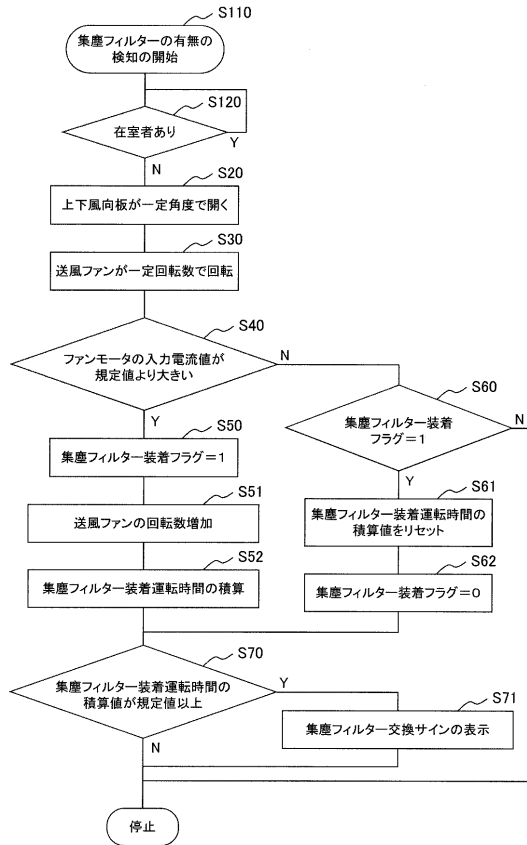 S110
集塵フィルターの有無の
検知の開始
S120
在室者あり
Y
N
S20
上下風向板が一定角度で開く
S30
送風ファンが一定回転数で回転
S40
ファンモータの入力電流値が
規定値より大きい
N
Y
S60
集塵フィルター装着
フラグ=1
N
Y
S50
集塵フィルター装着フラグ=1
S51
送風ファンの回転数増加
S52
集塵フィルター装着運転時間の積算
S61
集塵フィルター装着運転時間の
積算値をリセット
S62
集塵フィルター装着フラグ=0
S70
集塵フィルター装着運転時間の
積算値が規定値以上
Y
N
S71
集塵フィルター交換サインの表示
停止